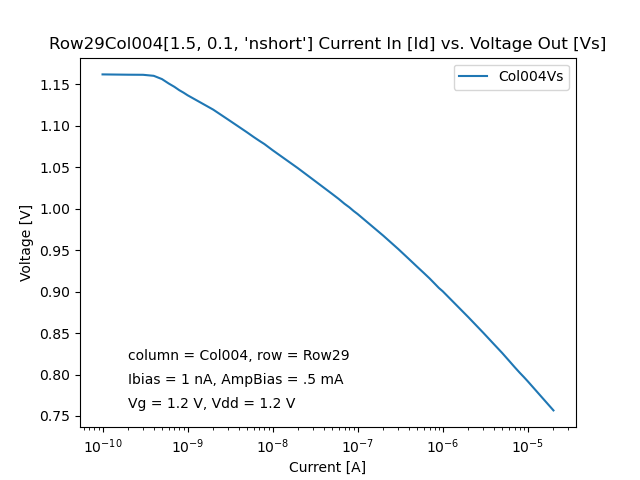 Row29Col004[1.5, 0.1, 'nshort'] Current In [Id] vs. Voltage Out [Vs]
Col004Vs
1.15
1.10
1.05
1.00
0.95
0.90
0.85
0.80
0.75
Voltage [V]
column = Col004, row = Row29
Ibias = 1 nA, AmpBias = .5 mA
Vg = 1.2 V, Vdd = 1.2 V
10⁻¹⁰ 10⁻⁹ 10⁻⁸ 10⁻⁷ 10⁻⁶ 10⁻⁵
Current [A]